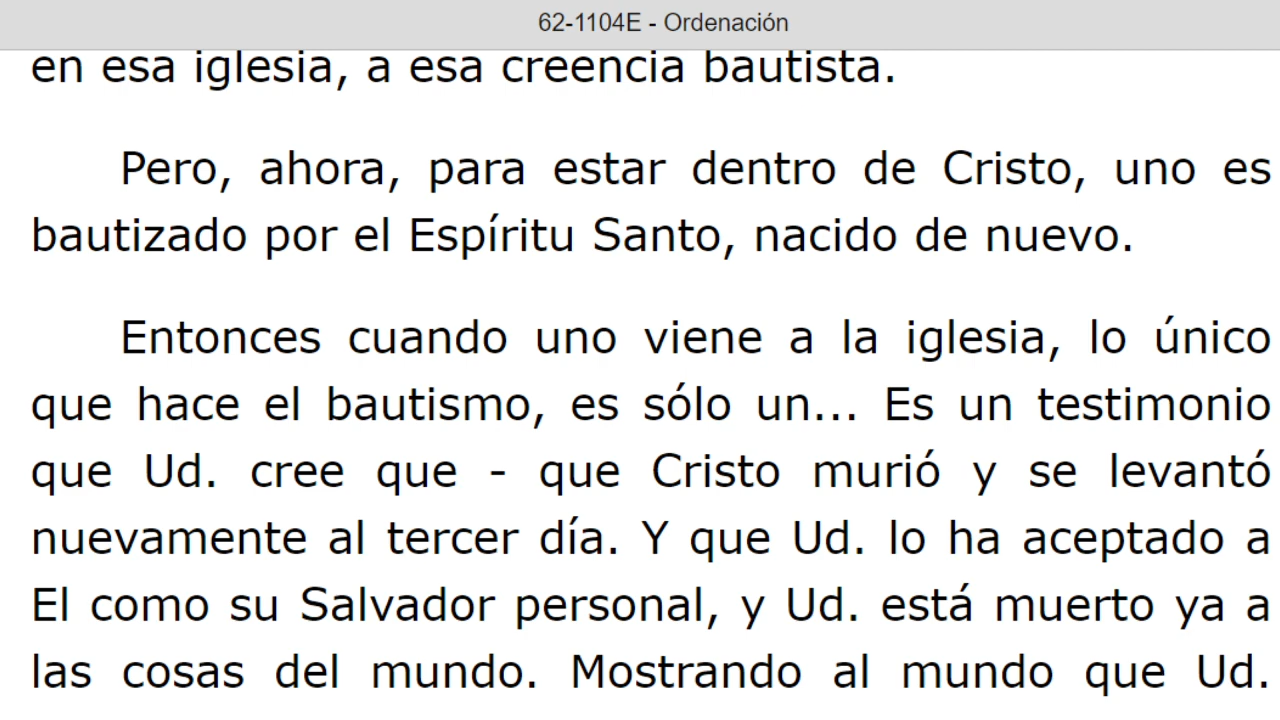 62-1104E - Ordenación
en esa iglesia, a esa creencia bautista.
Pero, ahora, para estar dentro de Cristo, uno es
bautizado por el Espíritu Santo, nacido de nuevo.
Entonces cuando uno viene a la iglesia, lo único
que hace el bautismo, es sólo un... Es un testimonio
que Ud. cree que - que Cristo murió y se levantó
nuevamente al tercer día. Y que Ud. lo ha aceptado a
El como su Salvador personal, y Ud. está muerto ya a
las cosas del mundo. Mostrando al mundo que Ud.